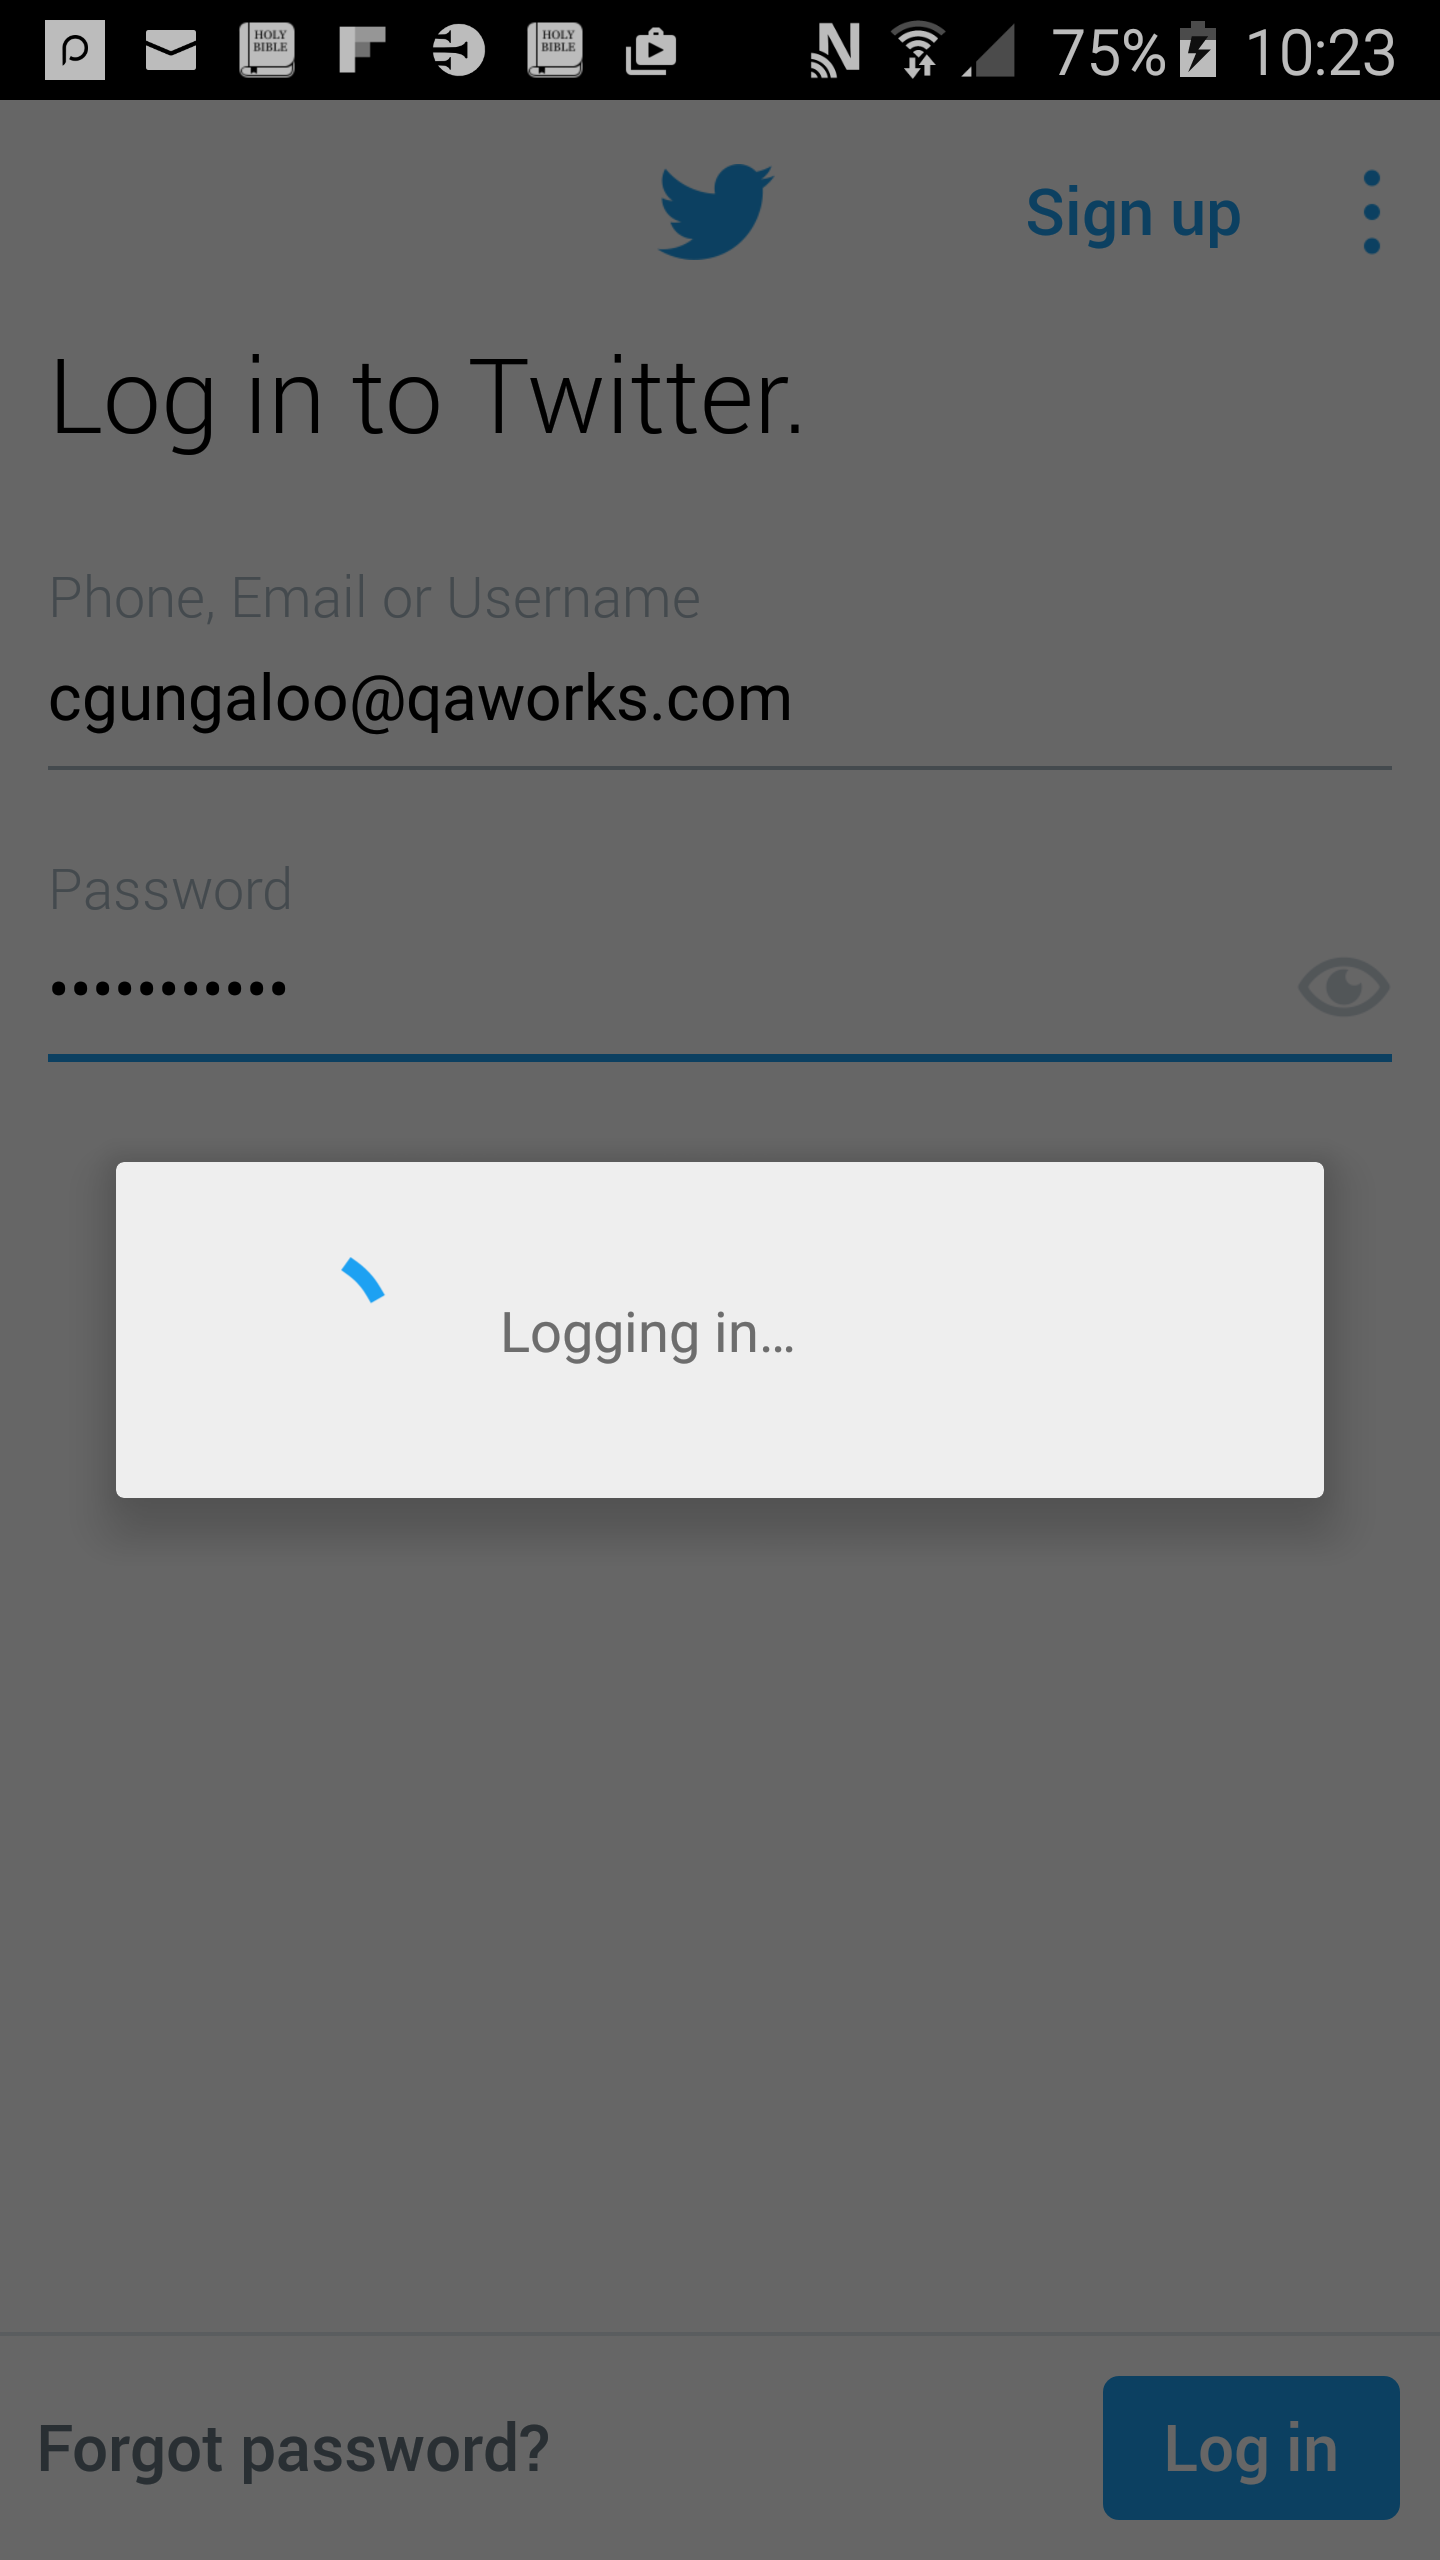 HOLY BIBLE HOLY BIBLE 75% 10:23
Sign up
Log in to Twitter.
Phone, Email or Username
cgungaloo@qaworks.com
Password
•••••••••••
Logging in...
Forgot password? Log in